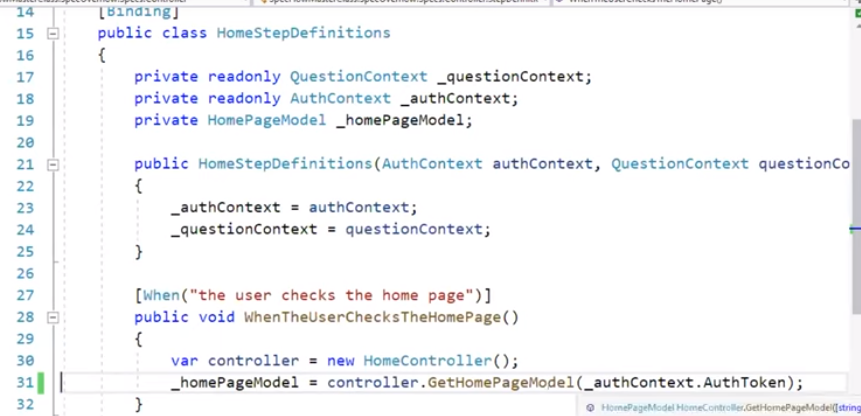 14 [Binding]
15 public class HomeStepDefinitions
16 {
17 private readonly QuestionContext _questionContext;
18 private readonly AuthContext _authContext;
19 private HomePageModel _homePageModel;
20
21 public HomeStepDefinitions(AuthContext authContext, QuestionContext questionCo
22 {
23 _authContext = authContext;
24 _questionContext = questionContext;
25 }
26
27 [When("the user checks the home page")]
28 public void WhenTheUserChecksTheHomePage()
29 {
30 var controller = new HomeController();
31 _homePageModel = controller.GetHomePageModel(_authContext.AuthToken);
32 }
HomePageModel HomeController.GetHomePageModel([string